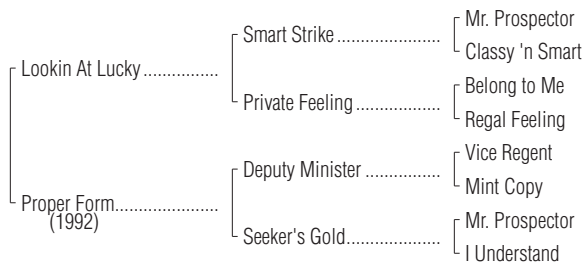 Mr. Prospector
Smart Strike....................
Classy 'n Smart
Lookin At Lucky...............
Belong to Me
Private Feeling ................
Regal Feeling
Vice Regent
Deputy Minister ...............
Mint Copy
Proper Form....................
(1992)
Mr. Prospector
Seeker's Gold...................
I Understand